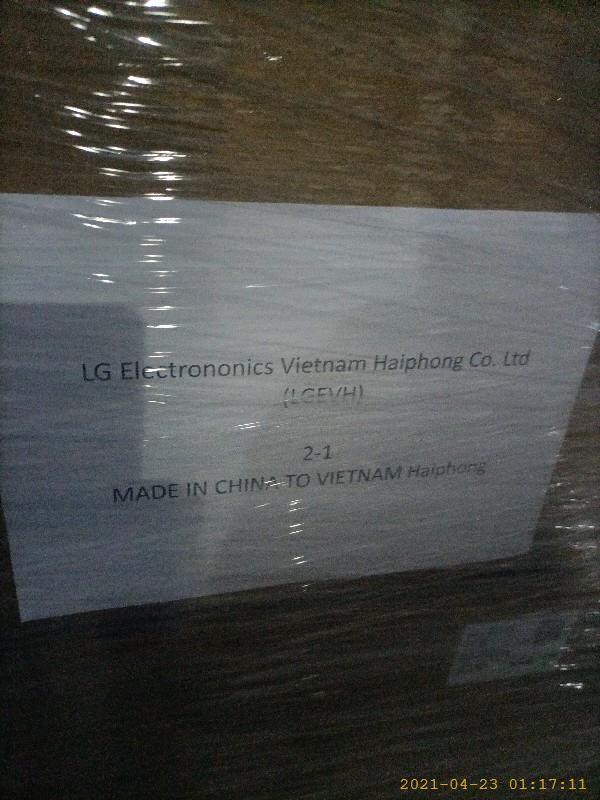 LG Electrononics Vietnam Haiphong Co. Ltd
(LGEVH)
2-1
MADE IN CHINA TO VIETNAM Haiphong
2021-04-23 01:17:11